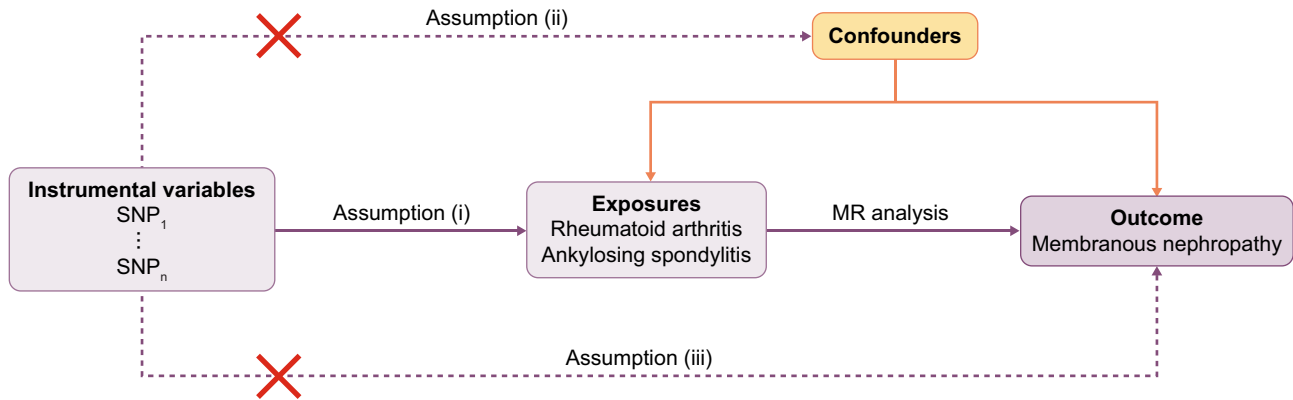 Assumption (ii)
Confounders
Instrumental variables
SNP1
⋮
SNPn
Assumption (i)
Exposures
Rheumatoid arthritis
Ankylosing spondylitis
MR analysis
Outcome
Membranous nephropathy
Assumption (iii)